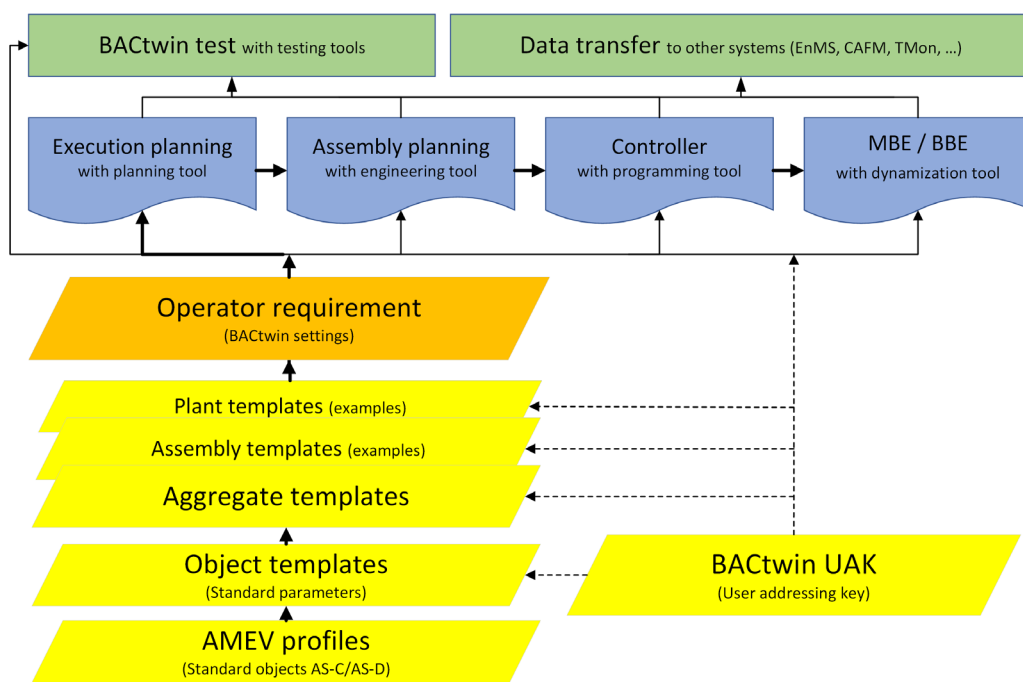 BACtwin test with testing tools
Data transfer to other systems (EnMS, CAFM, TMon, ...)
Execution planning
with planning tool
Assembly planning
with engineering tool
Controller
with programming tool
MBE / BBE
with dynamization tool
Operator requirement
(BACtwin settings)
Plant templates (examples)
Assembly templates (examples)
Aggregate templates
Object templates
(Standard parameters)
BACtwin UAK
(User addressing key)
AMEV profiles
(Standard objects AS-C/AS-D)